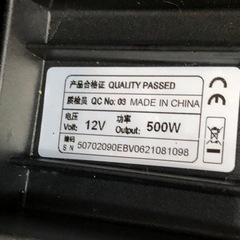 产品合格证 QUALITY PASSED
质检员 QC No: 03 MADE IN CHINA
电压 功率
Volt: 12V Output: 500W
编码
S N 50702090EBV0621081098